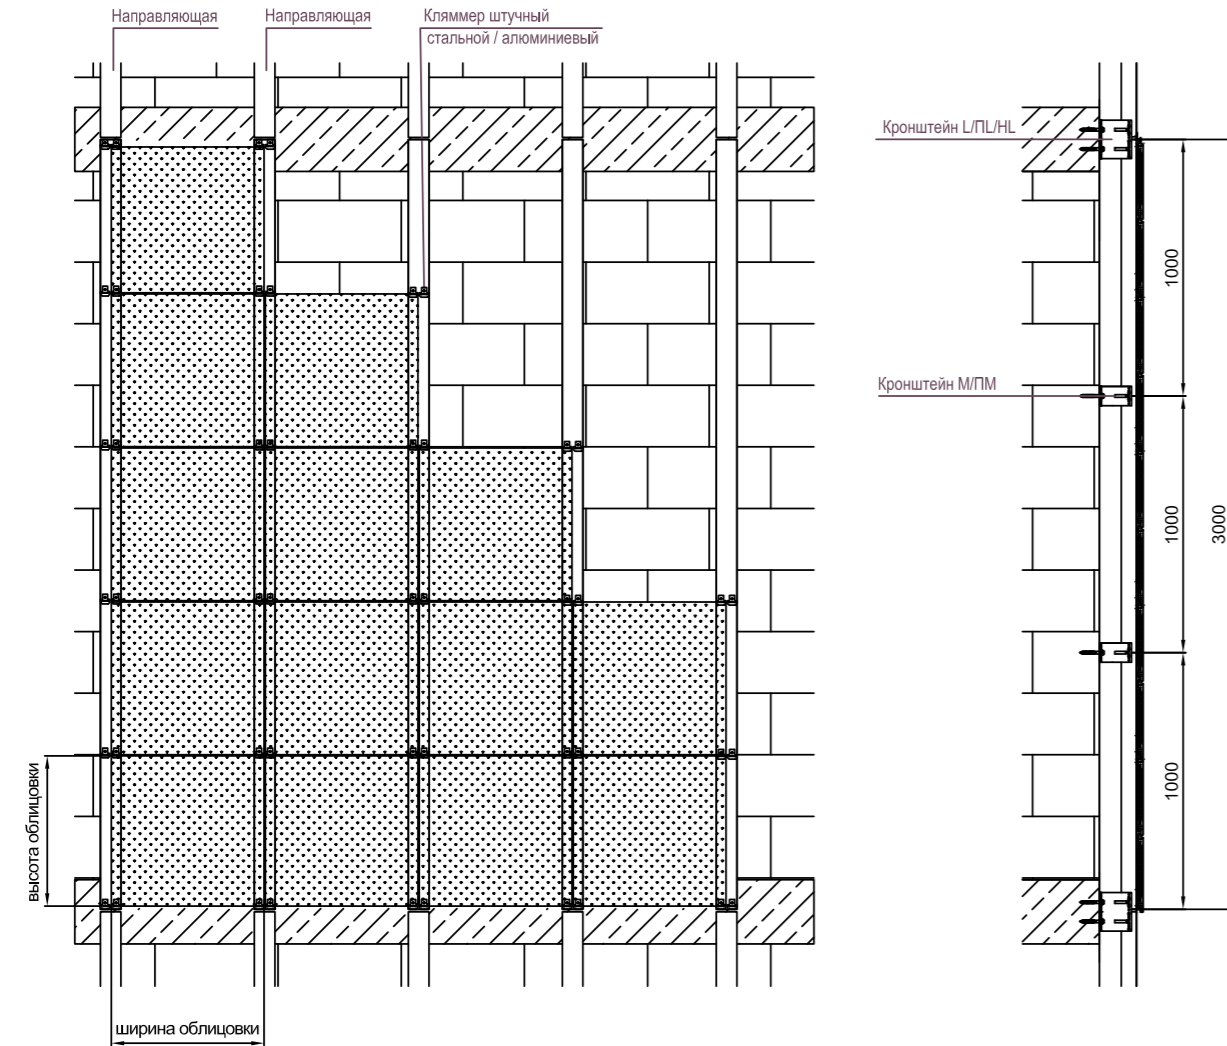 Направляющая
Направляющая
Кляммер штучный
стальной / алюминиевый
Кронштейн L/ПL/HL
Кронштейн М/ПМ
1000
1000
3000
1000
высота облицовки
ширина облицовки